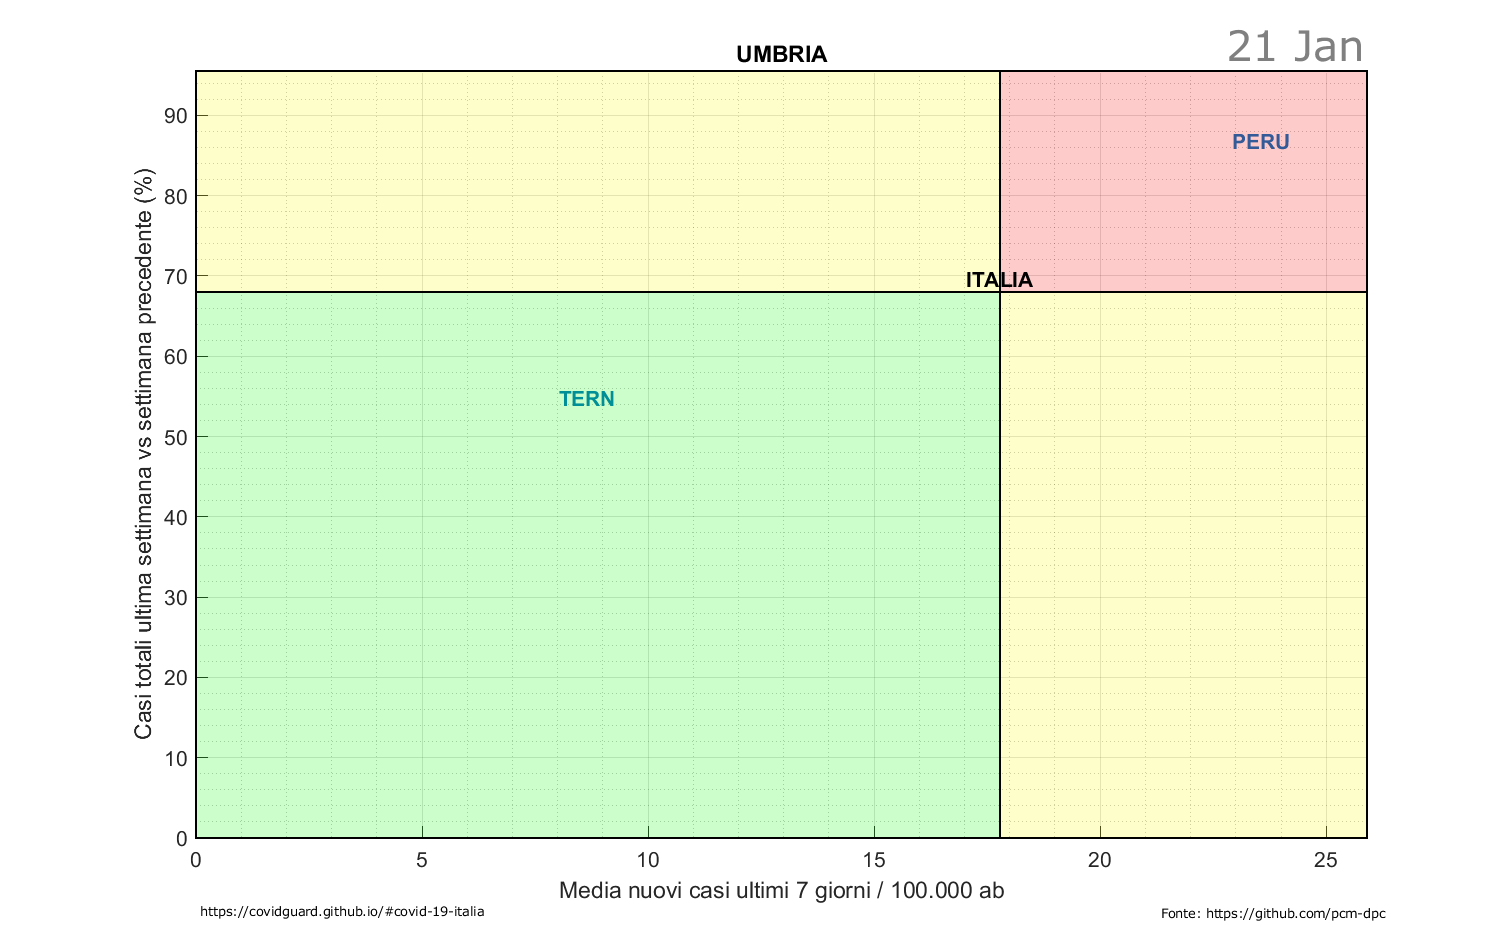 21 Jan
UMBRIA
Casi totali ultima settimana vs settimana precedente (%)
90
80
70
60
50
40
30
20
10
0
PERU
ITALIA
TERN
0 5 10 15 20 25
Media nuovi casi ultimi 7 giorni / 100.000 ab
https://covidguard.github.io/#covid-19-italia
Fonte: https://github.com/pcm-dpc